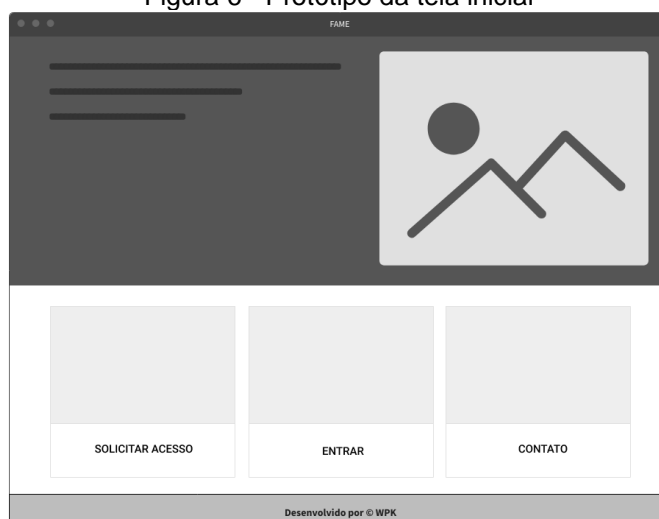 Figura 6 - Protótipo da tela inicial
FAME
SOLICITAR ACESSO
ENTRAR
CONTATO
Desenvolvido por © WPK